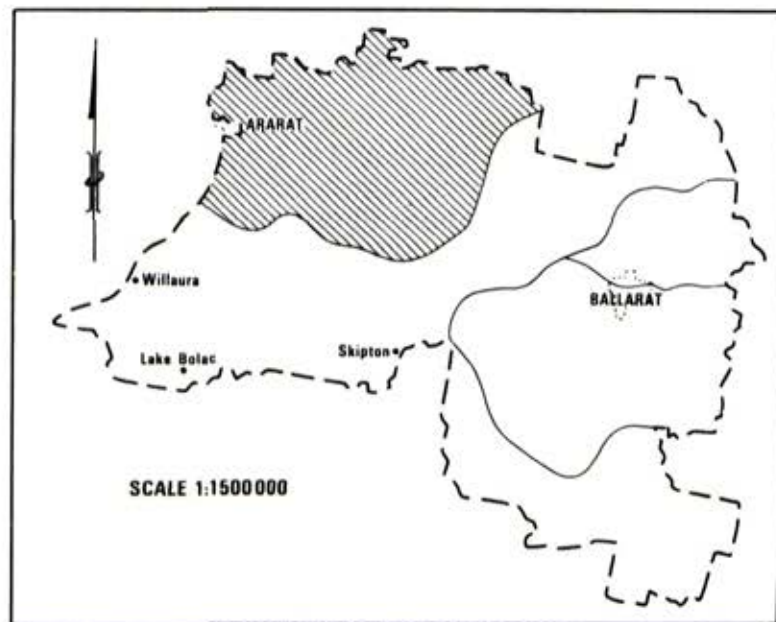 ARARAT
Willaura
BALLARAT
Skipton
Lake Bolac
SCALE 1:1500000